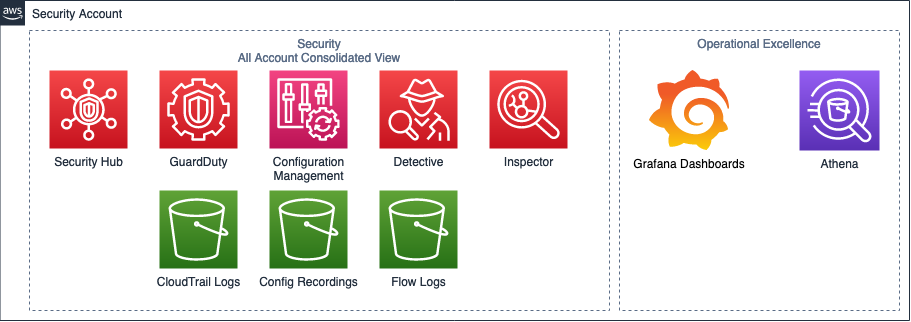 aws
Security Account
Security
All Account Consolidated View
Operational Excellence
Security Hub
GuardDuty
Configuration
Management
Detective
Inspector
Grafana Dashboards
Athena
CloudTrail Logs
Config Recordings
Flow Logs